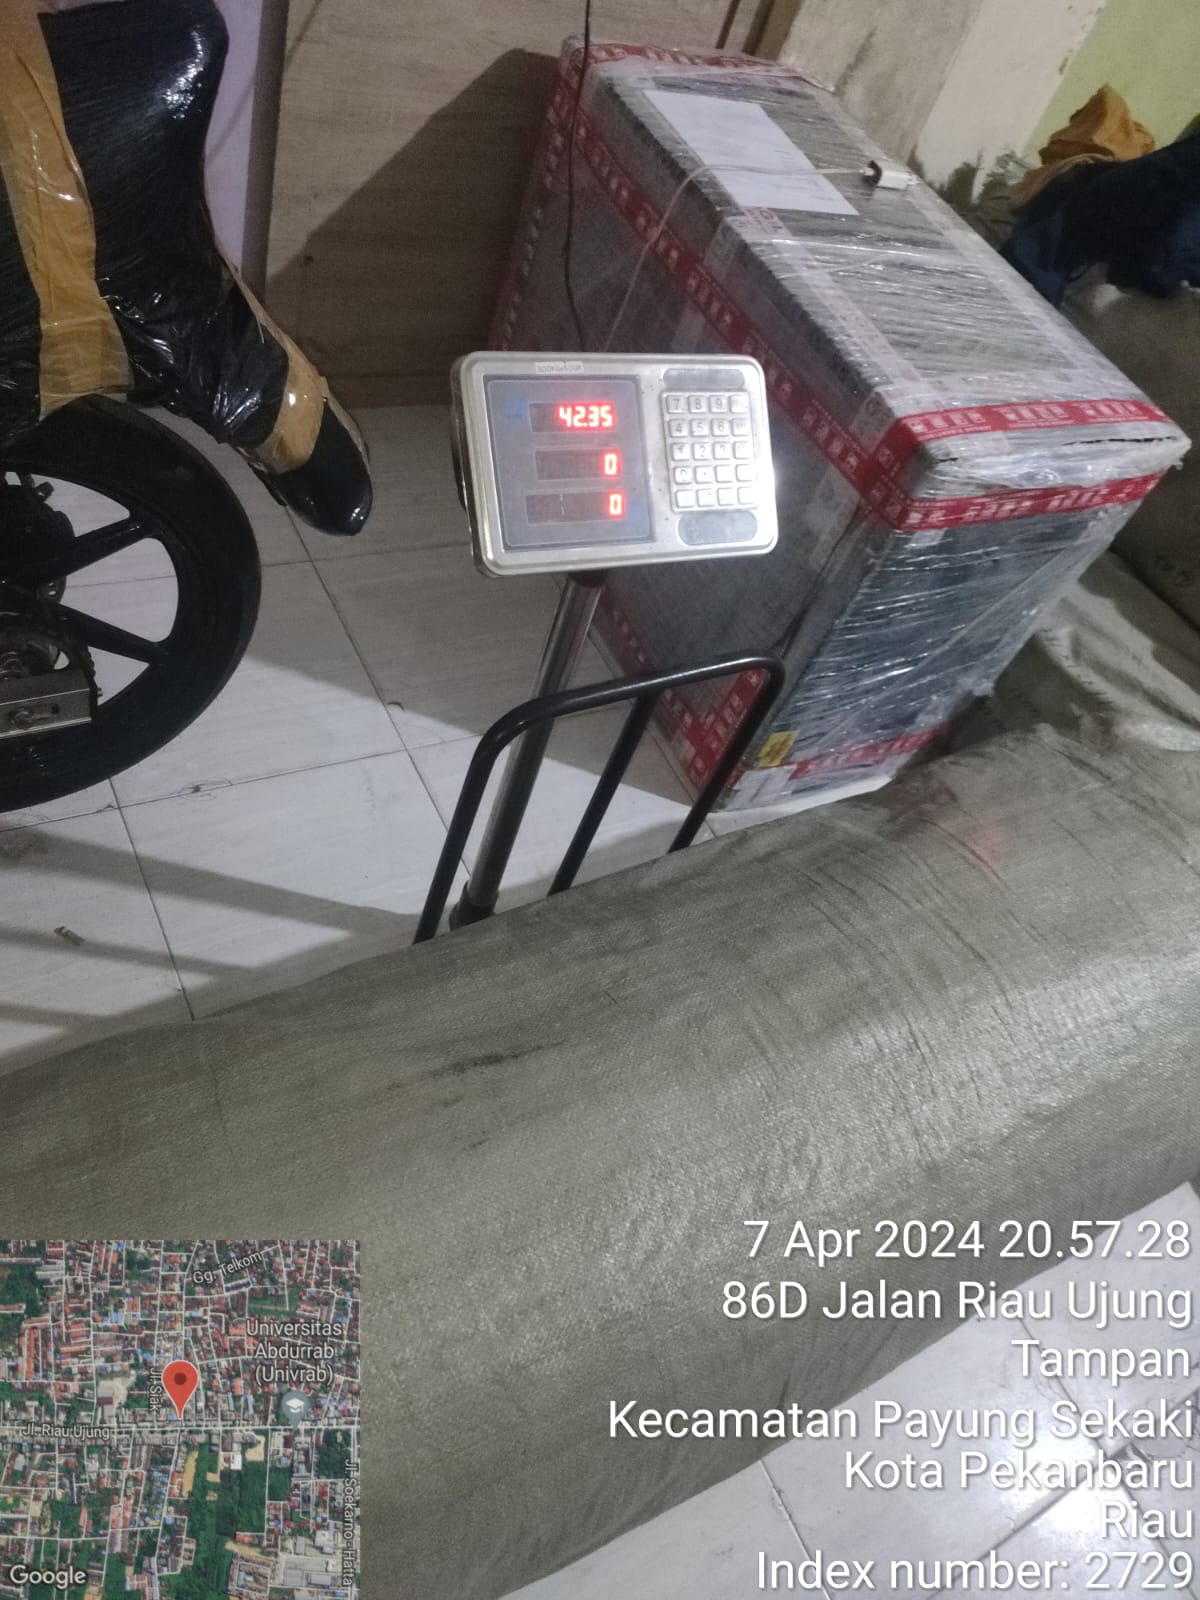 42.35
0
0
7 8 9
4 5 6
7 Apr 2024 20.57.28
86D Jalan Riau Ujung
Tampan
Kecamatan Payung Sekaki
Kota Pekanbaru
Riau
Index number: 2729
Gg. Telkom
Universitas
Abdurrab
(Univrab)
Jl. Siak
Jl. Riau Ujung
Jl. Soekarno - Hatta
Google